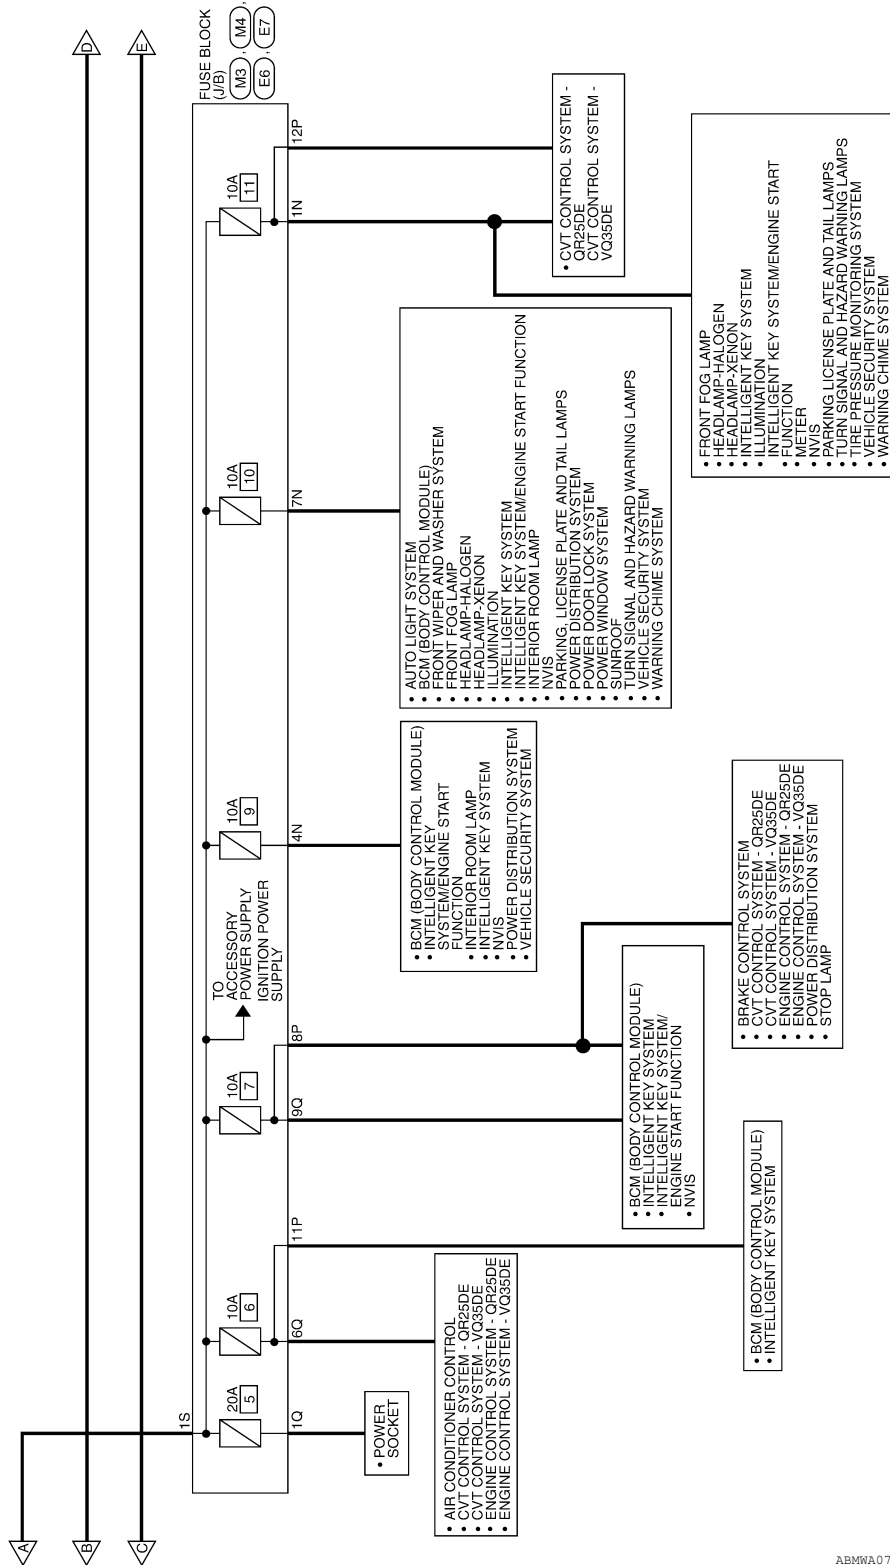 D
E
FUSE BLOCK
(J/B)
M3 , M4 ,
E6 , E7
A
B
C
1S
20A
5
10A
6
10A
7
TO
ACCESSORY
POWER SUPPLY
IGNITION POWER
SUPPLY
10A
9
10A
10
10A
11
1Q
6Q
11P
9Q
8P
4N
7N
1N
12P
• POWER
SOCKET
• AIR CONDITIONER CONTROL
• CVT CONTROL SYSTEM - QR25DE
• CVT CONTROL SYSTEM - VQ35DE
• ENGINE CONTROL SYSTEM - QR25DE
• ENGINE CONTROL SYSTEM - VQ35DE
• BCM (BODY CONTROL MODULE)
• INTELLIGENT KEY SYSTEM
• BCM (BODY CONTROL MODULE)
• INTELLIGENT KEY SYSTEM
• INTELLIGENT KEY SYSTEM/
ENGINE START FUNCTION
• NVIS
• BRAKE CONTROL SYSTEM
• CVT CONTROL SYSTEM - QR25DE
• CVT CONTROL SYSTEM - VQ35DE
• ENGINE CONTROL SYSTEM - QR25DE
• ENGINE CONTROL SYSTEM - VQ35DE
• POWER DISTRIBUTION SYSTEM
• STOP LAMP
• BCM (BODY CONTROL MODULE)
• INTELLIGENT KEY
SYSTEM/ENGINE START
FUNCTION
• INTERIOR ROOM LAMP
• INTELLIGENT KEY SYSTEM
• NVIS
• POWER DISTRIBUTION SYSTEM
• VEHICLE SECURITY SYSTEM
• AUTO LIGHT SYSTEM
• BCM (BODY CONTROL MODULE)
• FRONT WIPER AND WASHER SYSTEM
• FRONT FOG LAMP
• HEADLAMP-HALOGEN
• HEADLAMP-XENON
• ILLUMINATION
• INTELLIGENT KEY SYSTEM
• INTELLIGENT KEY SYSTEM/ENGINE START FUNCTION
• INTERIOR ROOM LAMP
• NVIS
• PARKING, LICENSE PLATE AND TAIL LAMPS
• POWER DISTRIBUTION SYSTEM
• POWER DOOR LOCK SYSTEM
• POWER WINDOW SYSTEM
• SUNROOF
• TURN SIGNAL AND HAZARD WARNING LAMPS
• VEHICLE SECURITY SYSTEM
• WARNING CHIME SYSTEM
• CVT CONTROL SYSTEM -
QR25DE
CVT CONTROL SYSTEM -
VQ35DE
• FRONT FOG LAMP
• HEADLAMP-HALOGEN
• HEADLAMP-XENON
• INTELLIGENT KEY SYSTEM
• ILLUMINATION
• INTELLIGENT KEY SYSTEM/ENGINE START
FUNCTION
• METER
• NVIS
• PARKING LICENSE PLATE AND TAIL LAMPS
• TURN SIGNAL AND HAZARD WARNING LAMPS
• TIRE PRESSURE MONITORING SYSTEM
• VEHICLE SECURITY SYSTEM
• WARNING CHIME SYSTEM
ABMWA07